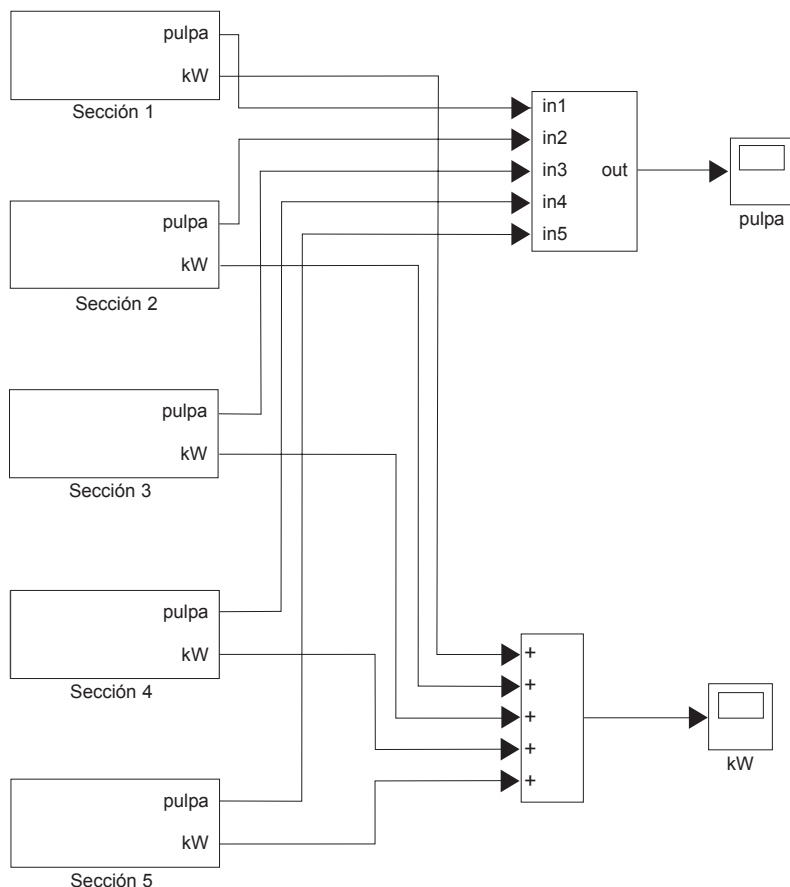 pulpa
kW
Sección 1
pulpa
kW
Sección 2
pulpa
kW
Sección 3
pulpa
kW
Sección 4
pulpa
kW
Sección 5
in1
in2
in3
in4
in5
out
pulpa
+
+
+
+
+
kW